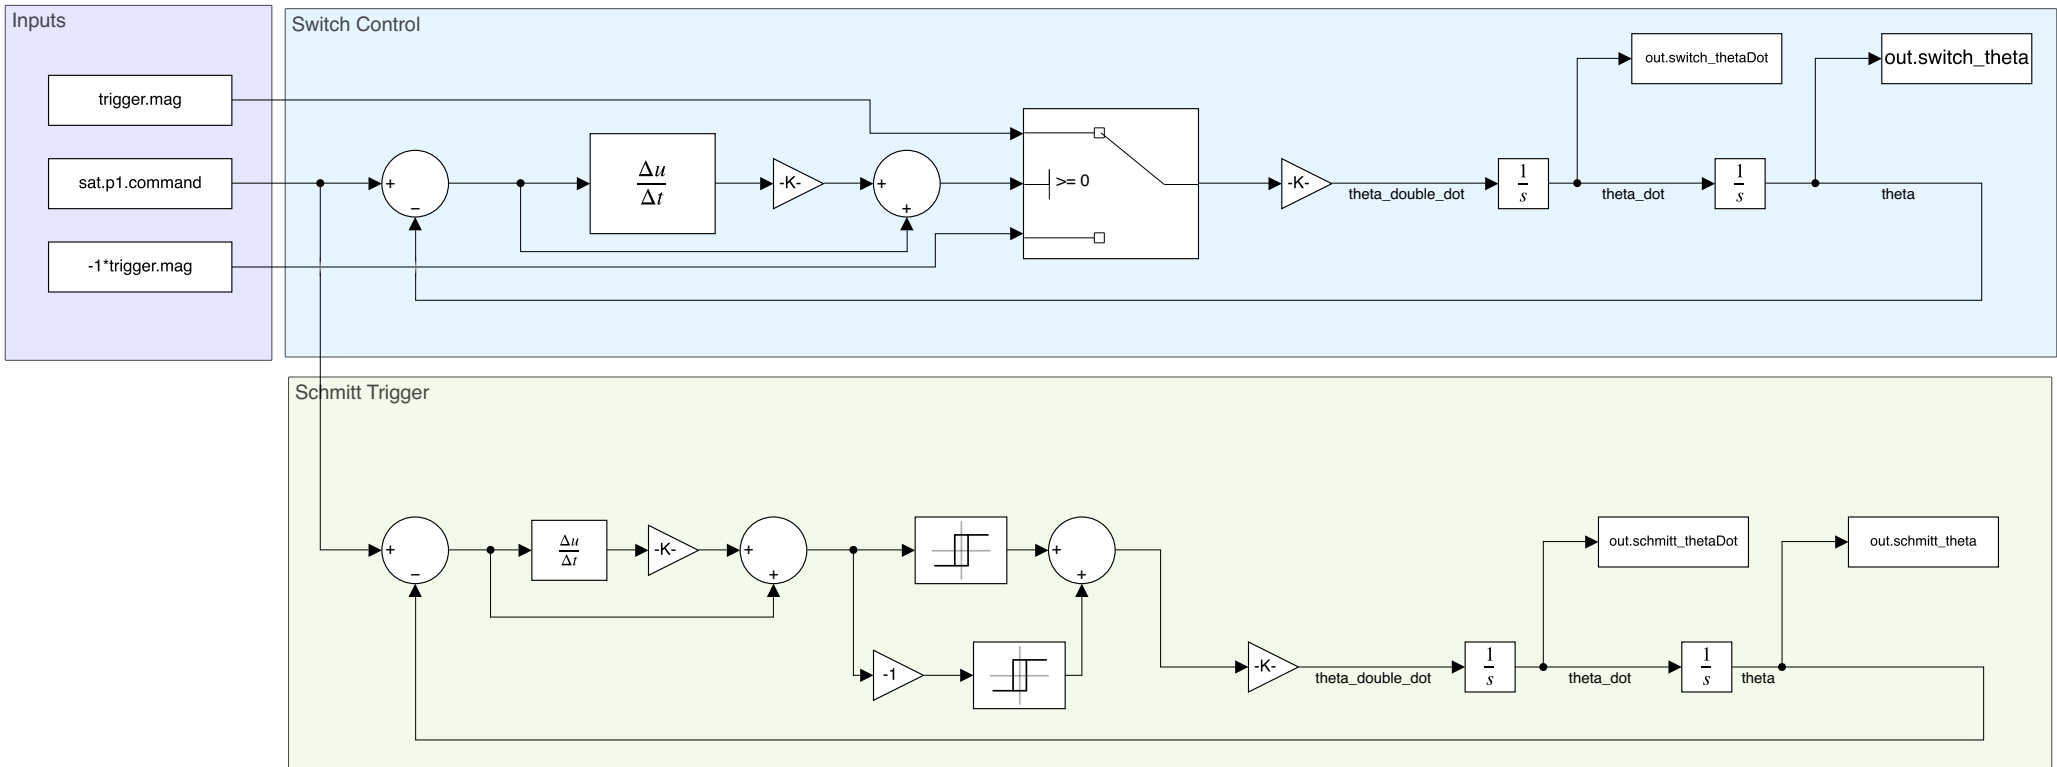 Inputs
Switch Control
out.switch_thetaDot
out.switch_theta
trigger.mag
sat.p1.command
-1*trigger.mag
+
−
Δu
Δt
-K-
+
+
>= 0
-K-
theta_double_dot
1
s
theta_dot
1
s
theta
Schmitt Trigger
+
−
Δu
Δt
-K-
+
+
+
+
-1
-K-
theta_double_dot
1
s
theta_dot
1
s
theta
out.schmitt_thetaDot
out.schmitt_theta